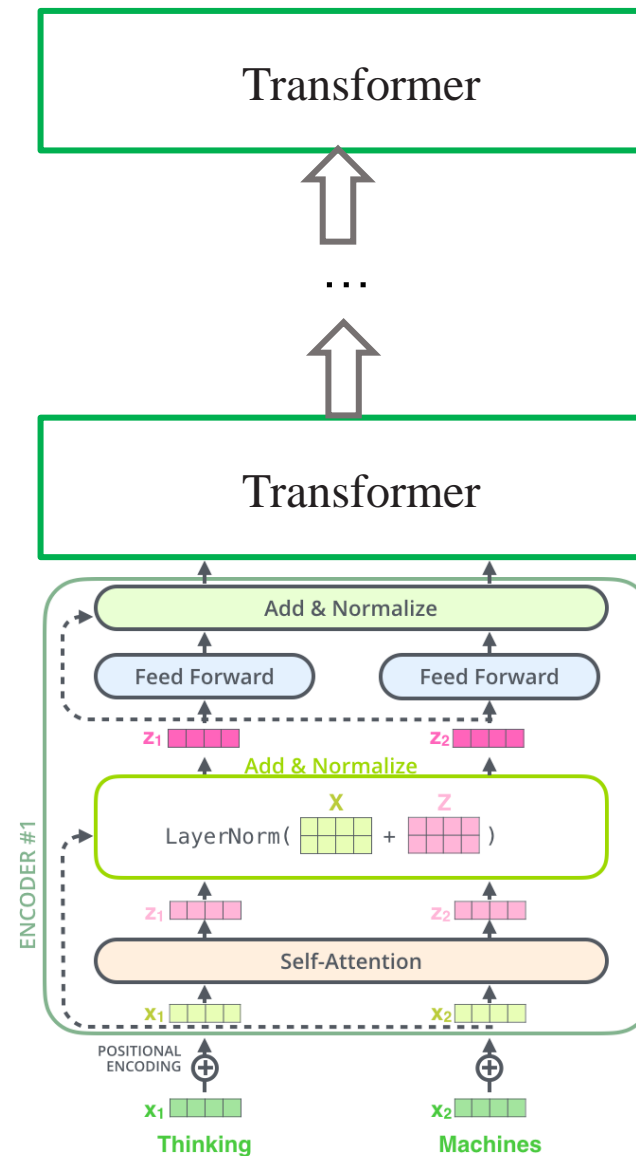 Transformer
...
Transformer
Add & Normalize
Feed Forward
Feed Forward
z₁
z₂
Add & Normalize
X
Z
LayerNorm( + )
ENCODER #1
z₁
z₂
Self-Attention
x₁
x₂
POSITIONAL
ENCODING
x₁
x₂
Thinking
Machines